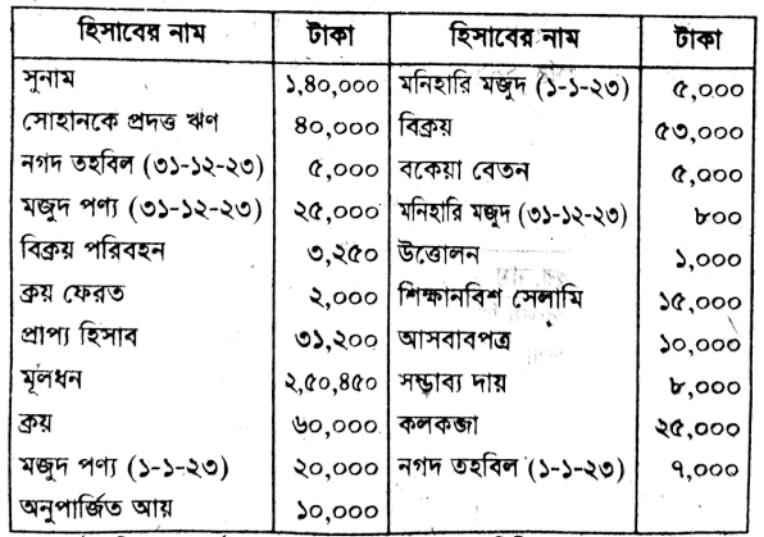 হিসাবের নাম টাকা হিসাবের নাম টাকা
সুনাম ১,৪০,০০০ মনিহারি মজুদ (১-১-২৩) ৫,০০০
সোহানকে প্রদত্ত ঋণ ৪০,০০০ বিক্রয় ৫৩,০০০
নগদ তহবিল (৩১-১২-২৩) ৫,০০০ বকেয়া বেতন ৫,০০০
মজুদ পণ্য (৩১-১২-২৩) ২৫,০০০ মনিহারি মজুদ (৩১-১২-২৩) ৮০০
বিক্রয় পরিবহন ৩,২৫০ উত্তোলন ১,০০০
ক্রয় ফেরত ২,০০০ শিক্ষানবিশ সেলামি ১৫,০০০
প্রাপ্য হিসাব ৩১,২০০ আসবাবপত্র ১০,০০০
মূলধন ২,৫০,৪৫০ সম্ভাব্য দায় ৮,০০০
ক্রয় ৬০,০০০ কলকব্জা ২৫,০০০
মজুদ পণ্য (১-১-২৩) ২০,০০০ নগদ তহবিল (১-১-২৩) ৭,০০০
অনুপার্জিত আয় ১০,০০০